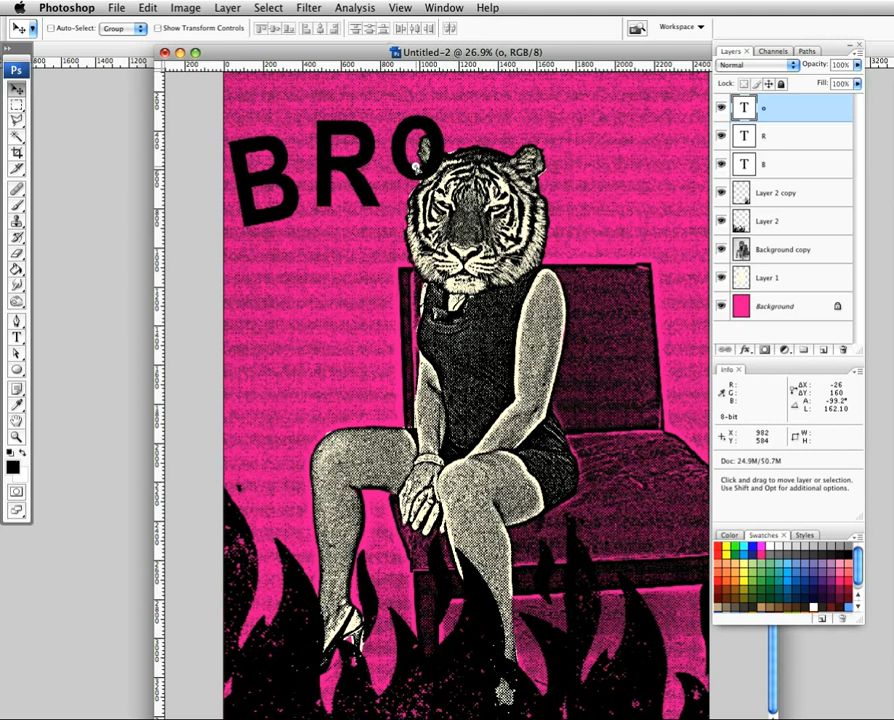 Photoshop File Edit Image Layer Select Filter Analysis View Window Help
Auto-Select: Group Show Transform Controls Workspace
Untitled-2 @ 26.9% (o, RGB/8)
Ps
BRO
Layers Channels Paths
Normal Opacity: 100%
Lock: Fill: 100%
T o
T R
T B
Layer 2 copy
Layer 2
Background copy
Layer 1
Background
Info
R: ΔX: -26
G: ΔY: 160
B: A: -99.2°
L: 162.10
8-bit
X: 982 W:
Y: 584 H:
Doc: 24.9M/50.7M
Click and drag to move layer or selection.
Use Shift and Opt for additional options.
Color Swatches Styles